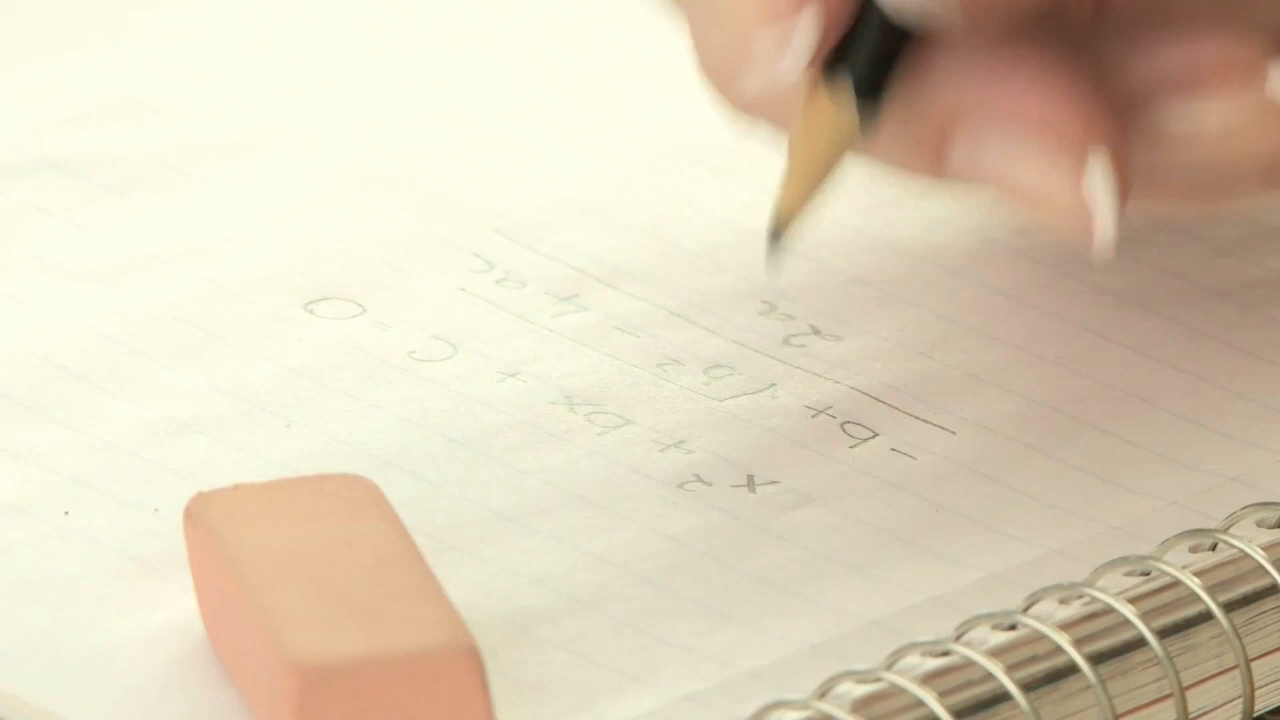 x² + bx + c = 0
-b + √b² - 4ac
2a